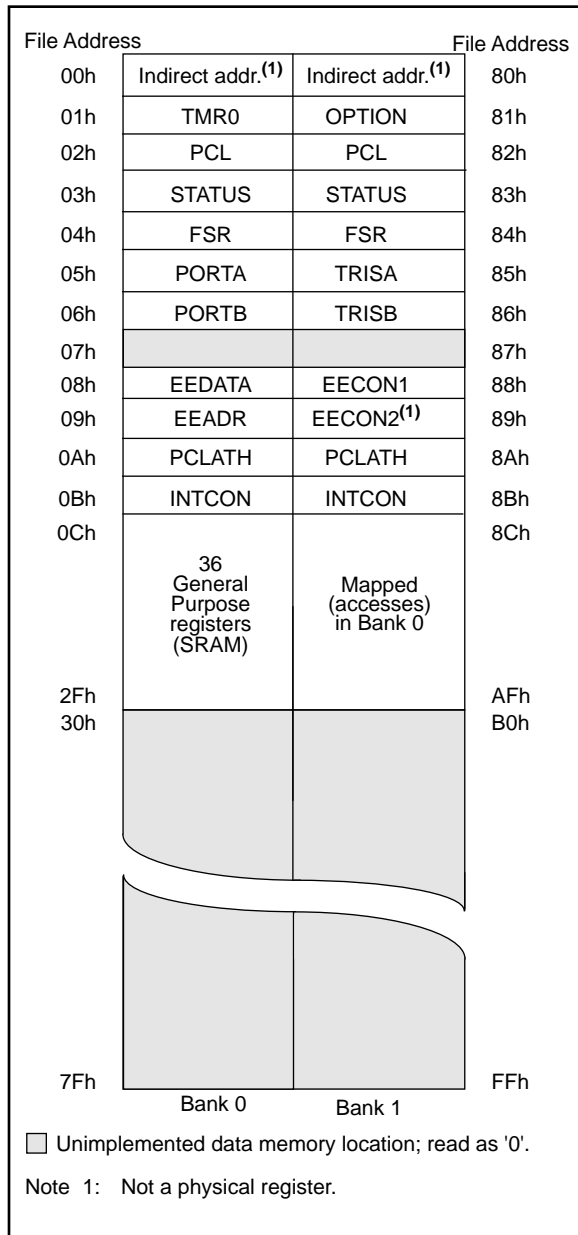 File Address File Address
00h Indirect addr.(1) Indirect addr.(1) 80h
01h TMR0 OPTION 81h
02h PCL PCL 82h
03h STATUS STATUS 83h
04h FSR FSR 84h
05h PORTA TRISA 85h
06h PORTB TRISB 86h
07h 87h
08h EEDATA EECON1 88h
09h EEADR EECON2(1) 89h
0Ah PCLATH PCLATH 8Ah
0Bh INTCON INTCON 8Bh
0Ch 8Ch
36
General
Purpose
registers
(SRAM)
Mapped
(accesses)
in Bank 0
2Fh AFh
30h B0h
7Fh FFh
Bank 0 Bank 1
Unimplemented data memory location; read as '0'.
Note 1: Not a physical register.